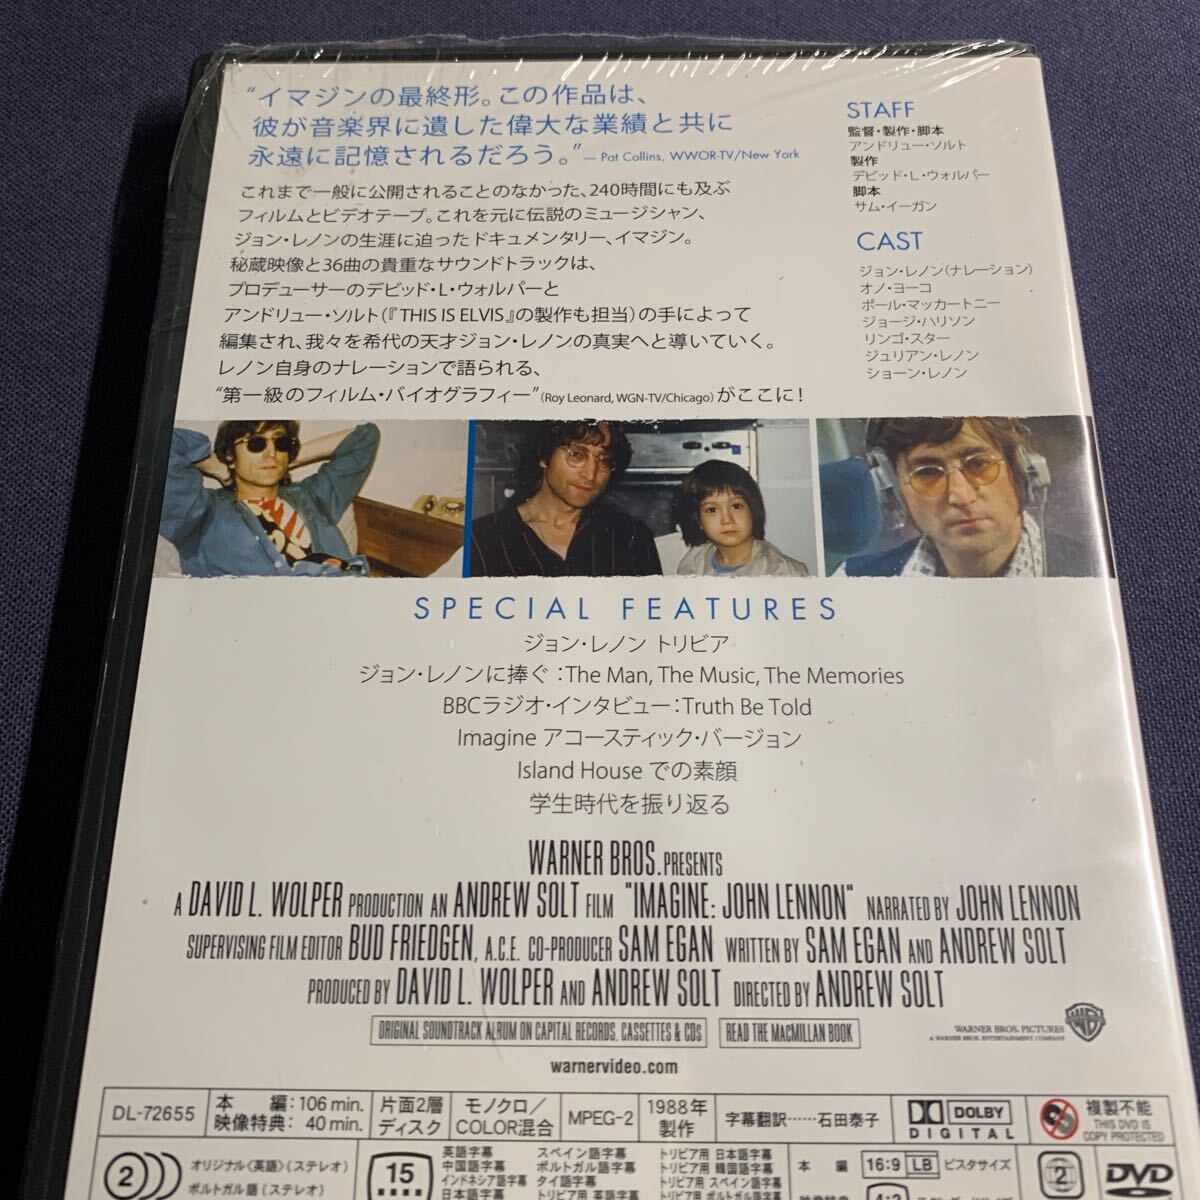 “イマジンの最終形。この作品は、
彼が音楽界に遺した偉大な業績と共に
永遠に記憶されるだろう。” — Pat Collins, WWOR-TV/New York
これまで一般に公開されることのなかった、240時間にも及ぶ
フィルムとビデオテープ。これを元に伝説のミュージシャン、
ジョン・レノンの生涯に迫ったドキュメンタリー、イマジン。
秘蔵映像と36曲の貴重なサウンドトラックは、
プロデューサーのデビッド・L・ウォルパーと
アンドリュー・ソルト(『THIS IS ELVIS』の製作も担当)の手によって
編集され、我々を希代の天才ジョン・レノンの真実へと導いていく。
レノン自身のナレーションで語られる、
“第一級のフィルム・バイオグラフィー”(Roy Leonard, WGN-TV/Chicago)がここに!
STAFF
監督・製作・脚本
アンドリュー・ソルト
製作
デビッド・L・ウォルパー
脚本
サム・イーガン
CAST
ジョン・レノン(ナレーション)
オノ・ヨーコ
ポール・マッカートニー
ジョージ・ハリソン
リンゴ・スター
ジュリアン・レノン
ショーン・レノン
SPECIAL FEATURES
ジョン・レノン トリビア
ジョン・レノンに捧ぐ:The Man, The Music, The Memories
BBCラジオ・インタビュー:Truth Be Told
Imagine アコースティック・バージョン
Island House での素顔
学生時代を振り返る
WARNER BROS. PRESENTS
A DAVID L. WOLPER PRODUCTION AN ANDREW SOLT FILM "IMAGINE: JOHN LENNON" NARRATED BY JOHN LENNON
SUPERVISING FILM EDITOR BUD FRIEDGEN, A.C.E. CO-PRODUCER SAM EGAN WRITTEN BY SAM EGAN AND ANDREW SOLT
PRODUCED BY DAVID L. WOLPER AND ANDREW SOLT DIRECTED BY ANDREW SOLT
ORIGINAL SOUNDTRACK ALBUM ON CAPITAL RECORDS, CASSETTES & CDs
READ THE MACMILLAN BOOK
WARNER BROS. PICTURES
A WARNER BROS. ENTERTAINMENT COMPANY
WB
warnervideo.com
DL-72655
本 編:106 min.
映像特典: 40 min.
片面2層
ディスク
モノクロ/
COLOR混合
MPEG-2
1988年
製作
字幕翻訳……石田泰子
DOLBY
DIGITAL
複製不能
THIS DVD IS
COPY PROTECTED
2
オリジナル〈英語〉(ステレオ)
ポルトガル語(ステレオ)
15
英語字幕
中国語字幕
インドネシア語字幕
日本語字幕
スペイン語字幕
ポルトガル語字幕
タイ語字幕
トリビア用 英語字幕
トリビア用 日本語字幕
トリビア用 韓国語字幕
トリビア用 スペイン語字幕
本 編
16:9 LB ビスタサイズ
2
DVD